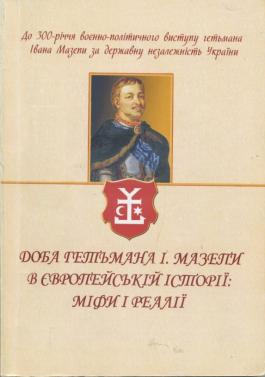 До 300-річчя воєнно-політичного виступу гетьмана
Івана Мазепи за державну незалежність України
ДОБА ГЕТЬМАНА І. МАЗЕПИ
В ЄВРОПЕЙСЬКІЙ ІСТОРІЇ:
МІФИ І РЕАЛІЇ